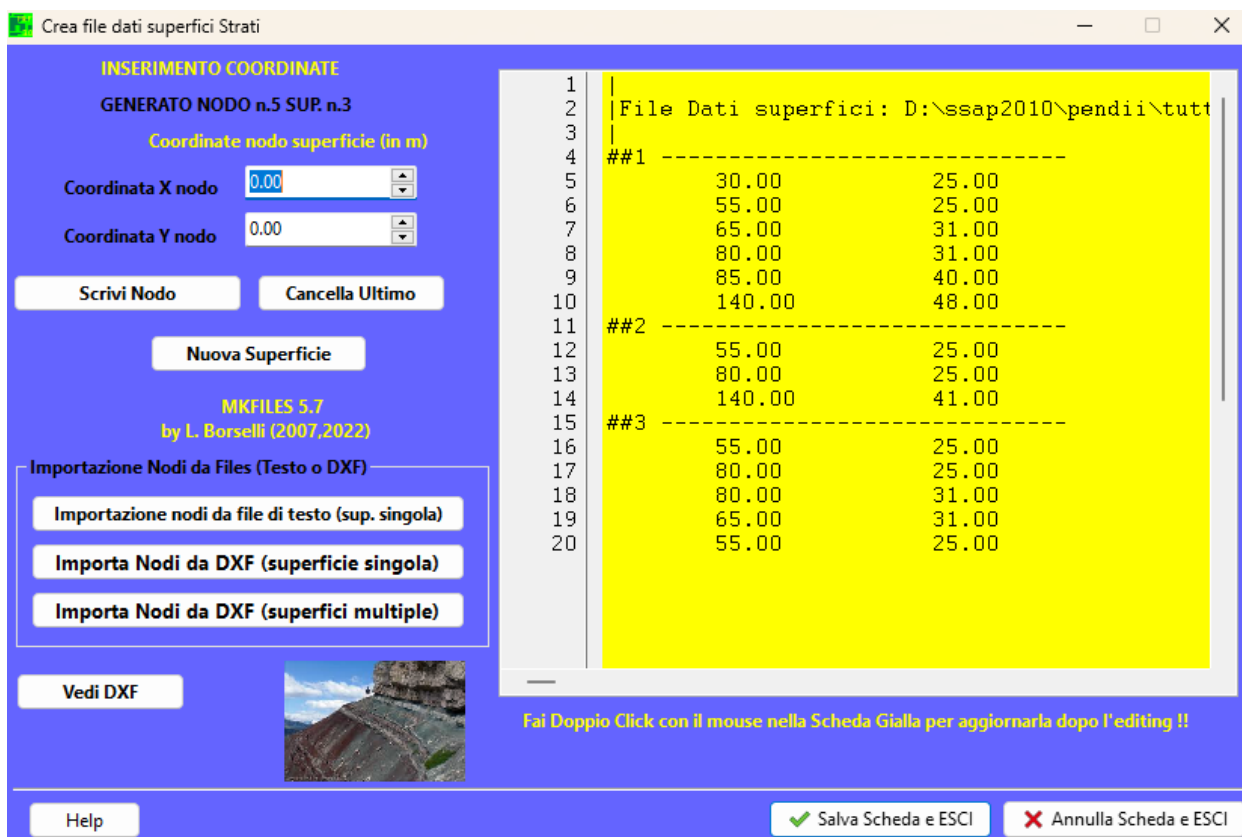 Crea file dati superfici Strati
INSERIMENTO COORDINATE
GENERATO NODO n.5 SUP. n.3
Coordinate nodo superficie (in m)
Coordinata X nodo 0.00
Coordinata Y nodo 0.00
Scrivi Nodo Cancella Ultimo
Nuova Superficie
MKFILES 5.7
by L. Borselli (2007,2022)
Importazione Nodi da Files (Testo o DXF)
Importazione nodi da file di testo (sup. singola)
Importa Nodi da DXF (superficie singola)
Importa Nodi da DXF (superfici multiple)
Vedi DXF
1 |
2 |File Dati superfici: D:\ssap2010\pendii\tutt
3 |
4 ##1 ------------------------------
5 30.00 25.00
6 55.00 25.00
7 65.00 31.00
8 80.00 31.00
9 85.00 40.00
10 140.00 48.00
11 ##2 ------------------------------
12 55.00 25.00
13 80.00 25.00
14 140.00 41.00
15 ##3 ------------------------------
16 55.00 25.00
17 80.00 25.00
18 80.00 31.00
19 65.00 31.00
20 55.00 25.00
Fai Doppio Click con il mouse nella Scheda Gialla per aggiornarla dopo l'editing !!
Help
Salva Scheda e ESCI
Annulla Scheda e ESCI